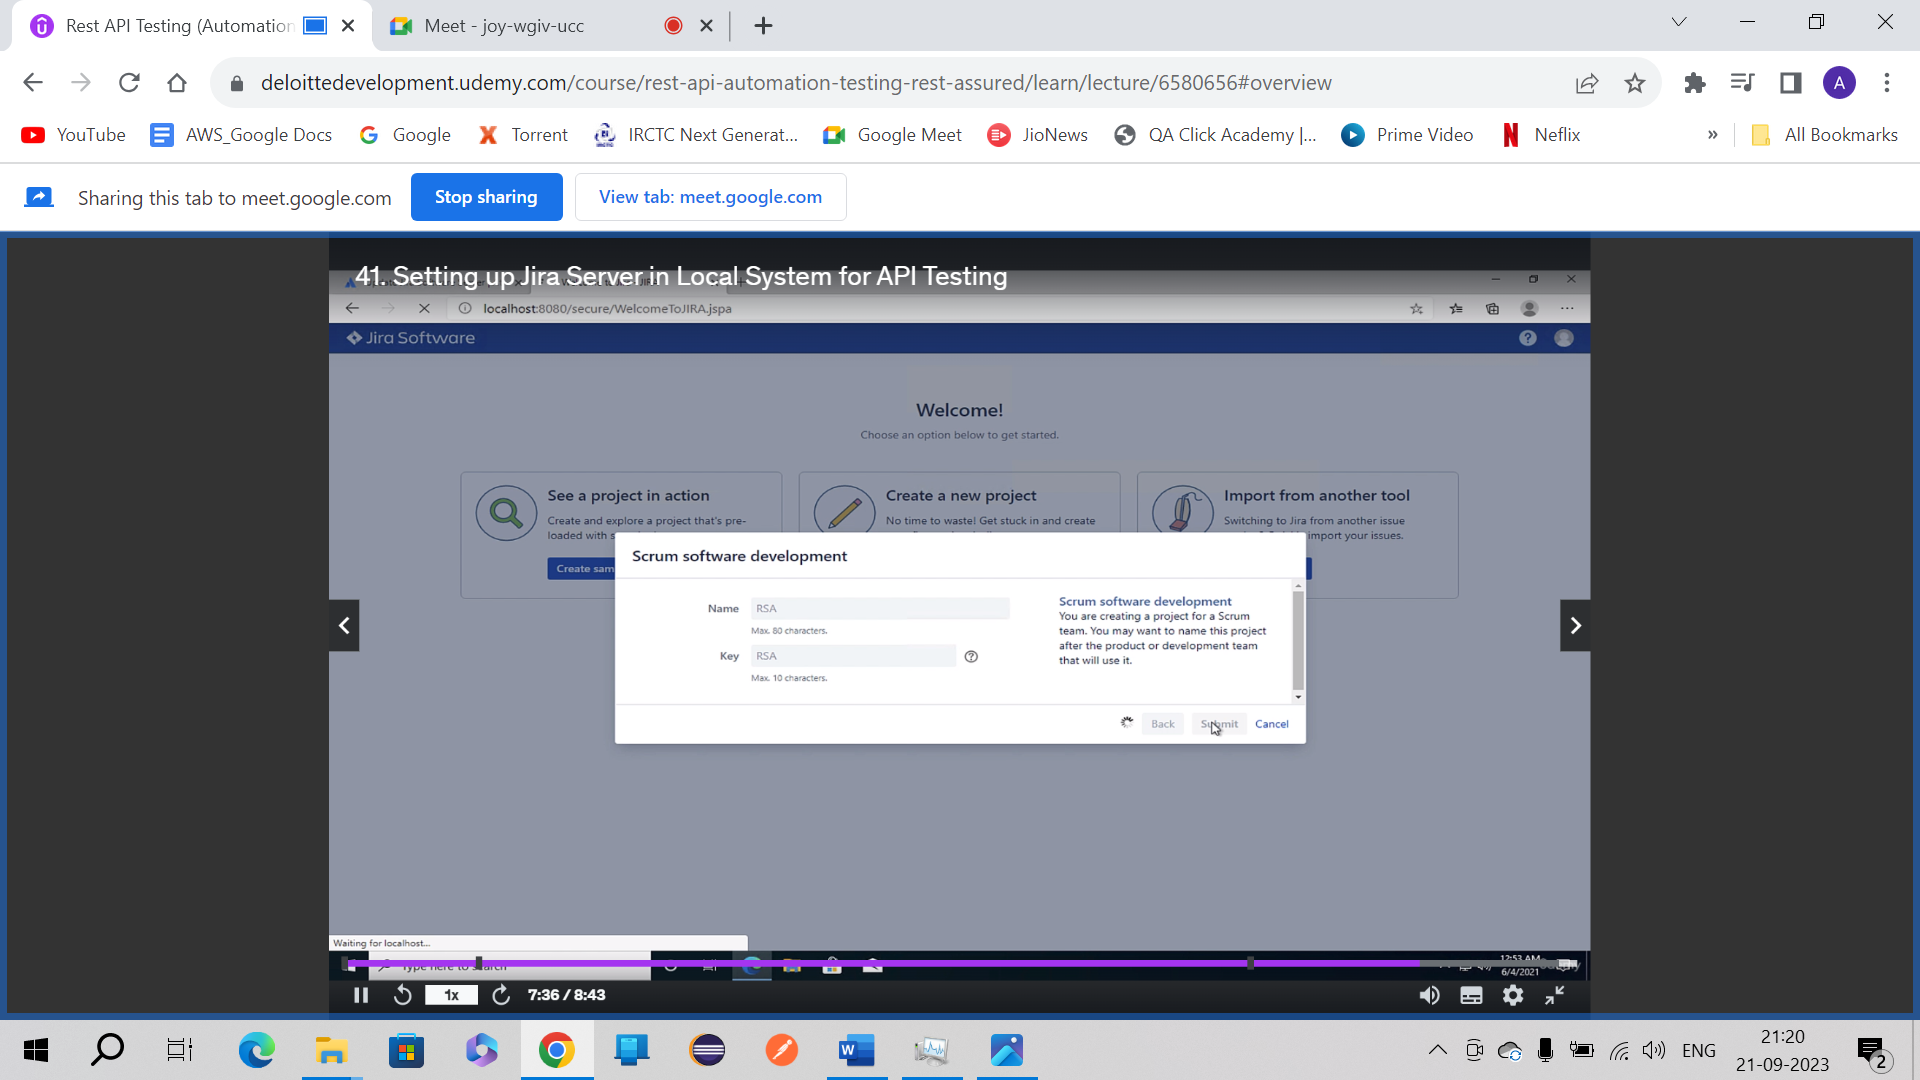 Rest API Testing (Automation
Meet - joy-wgiv-ucc
deloittedevelopment.udemy.com/course/rest-api-automation-testing-rest-assured/learn/lecture/6580656#overview
A
YouTube
AWS_Google Docs
Google
Torrent
IRCTC Next Generat...
Google Meet
JioNews
QA Click Academy |...
Prime Video
Neflix
»
All Bookmarks
Sharing this tab to meet.google.com
Stop sharing
View tab: meet.google.com
41. Setting up Jira Server in Local System for API Testing
localhost:8080/secure/WelcomeToJIRA.jspa
Jira Software
Welcome!
Choose an option below to get started.
See a project in action
Create and explore a project that's pre-
loaded with s
Create sam
Create a new project
No time to waste! Get stuck in and create
Import from another tool
Switching to Jira from another issue
import your issues.
Scrum software development
Name
RSA
Max. 80 characters.
Key
RSA
Max. 10 characters.
Scrum software development
You are creating a project for a Scrum
team. You may want to name this project
after the product or development team
that will use it.
Back
Submit
Cancel
Waiting for localhost...
Type here to search
12:53 AM
6/4/2021
1x
7:36 / 8:43
ENG
21:20
21-09-2023
2